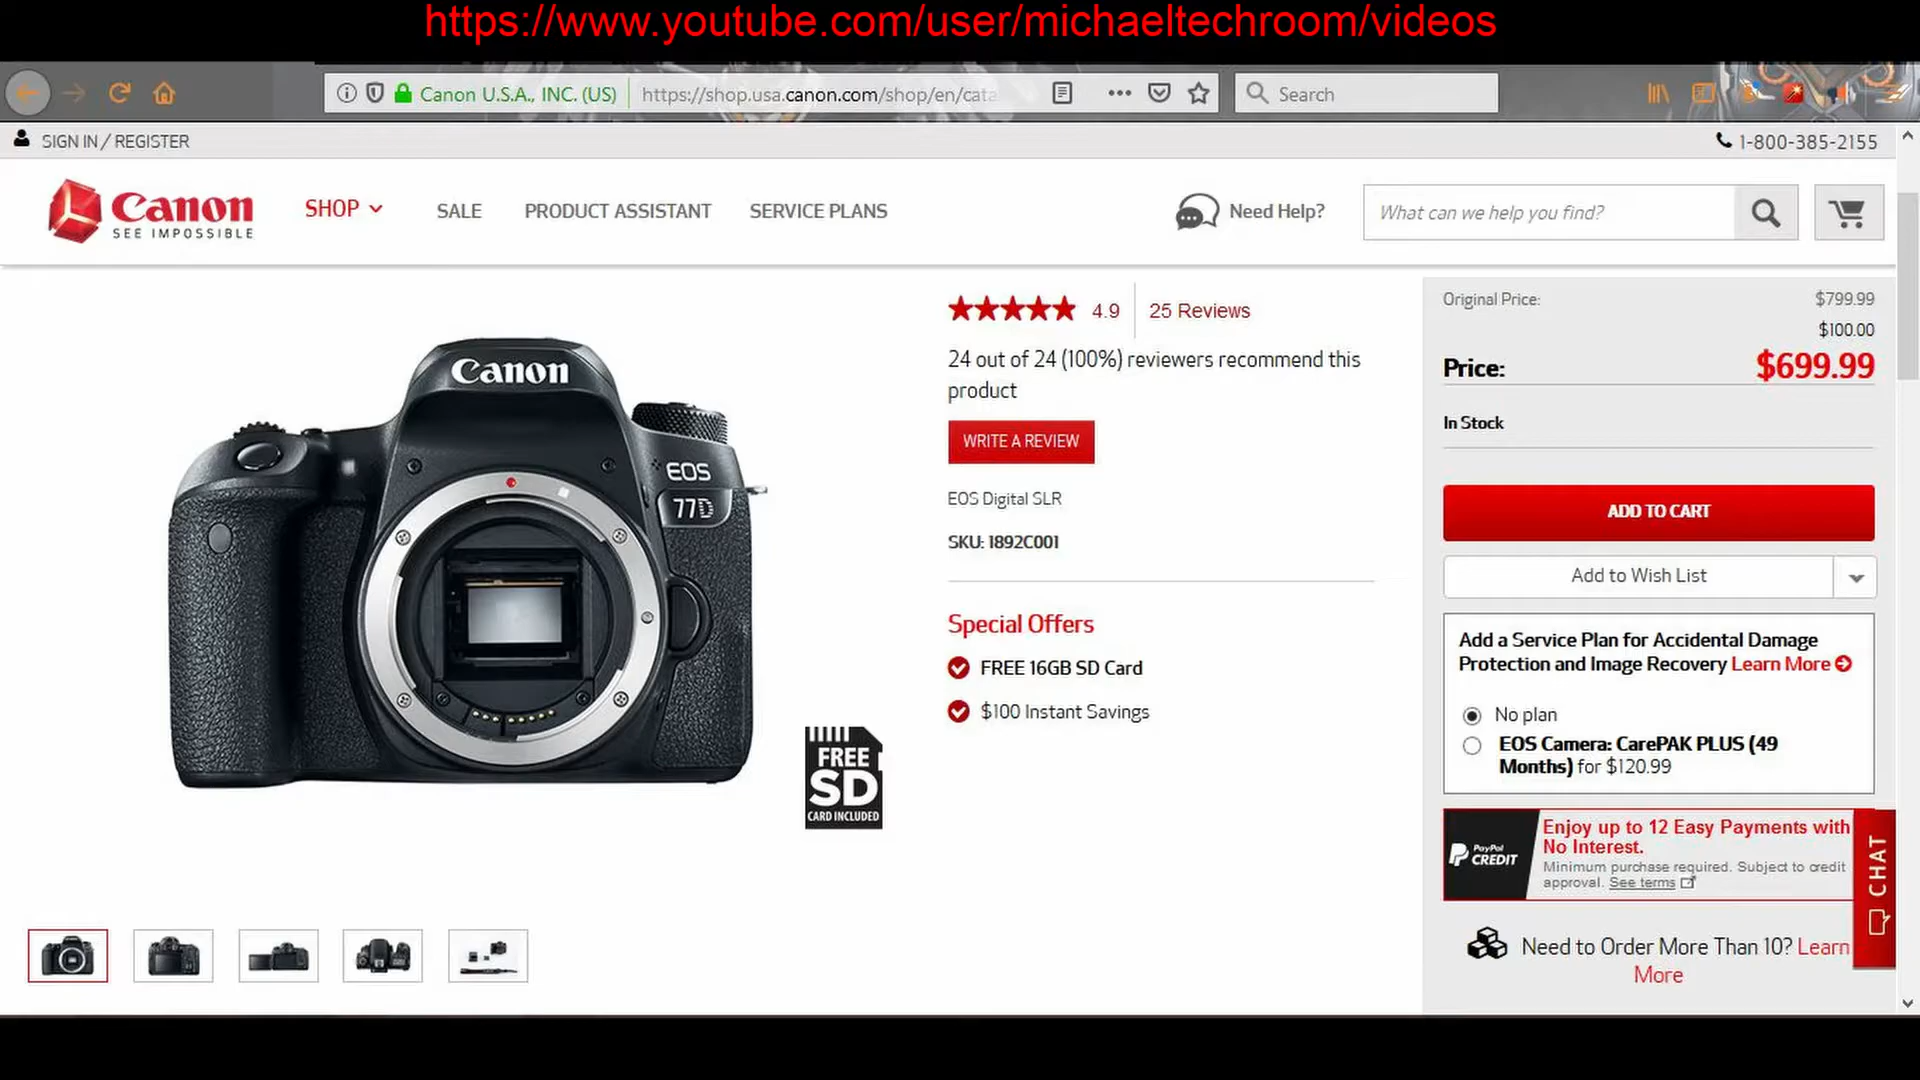 https://www.youtube.com/user/michaeltechroom/videos
Canon U.S.A., INC. (US)
https://shop.usa.canon.com/shop/en/cata
Search
SIGN IN / REGISTER
1-800-385-2155
Canon
SEE IMPOSSIBLE
SHOP
SALE
PRODUCT ASSISTANT
SERVICE PLANS
Need Help?
What can we help you find?
Canon
EOS
77D
FREE
SD
CARD INCLUDED
4.9
25 Reviews
24 out of 24 (100%) reviewers recommend this
product
WRITE A REVIEW
EOS Digital SLR
SKU: 1892C001
Special Offers
FREE 16GB SD Card
$100 Instant Savings
Original Price: $799.99
$100.00
Price: $699.99
In Stock
ADD TO CART
Add to Wish List
Add a Service Plan for Accidental Damage
Protection and Image Recovery Learn More
No plan
EOS Camera: CarePAK PLUS (49
Months) for $120.99
PayPal
CREDIT
Enjoy up to 12 Easy Payments with
No Interest.
Minimum purchase required. Subject to credit
approval. See terms
CHAT
Need to Order More Than 10? Learn
More